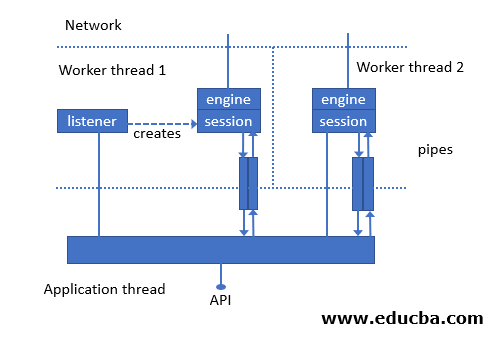 Network
Worker thread 1
Worker thread 2
engine
engine
listener
session
session
creates
pipes
Application thread
API
www.educba.com